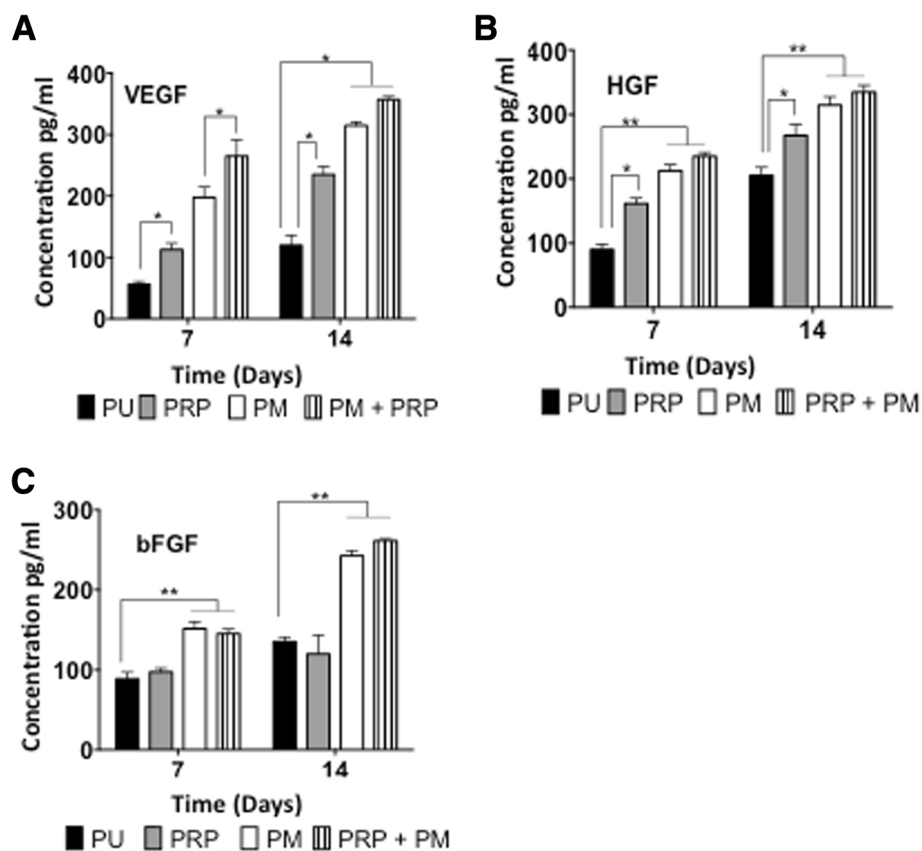 A
VEGF
Concentration pg/ml
400
300
200
100
0
*
*
*
*
7
14
Time (Days)
PU PRP PM PM + PRP
B
HGF
Concentration pg/ml
400
300
200
100
0
**
*
**
*
7
14
Time (Days)
PU PRP PM PRP + PM
C
bFGF
Concentration pg/ml
300
200
100
0
**
**
7
14
Time (Days)
PU PRP PM PRP + PM